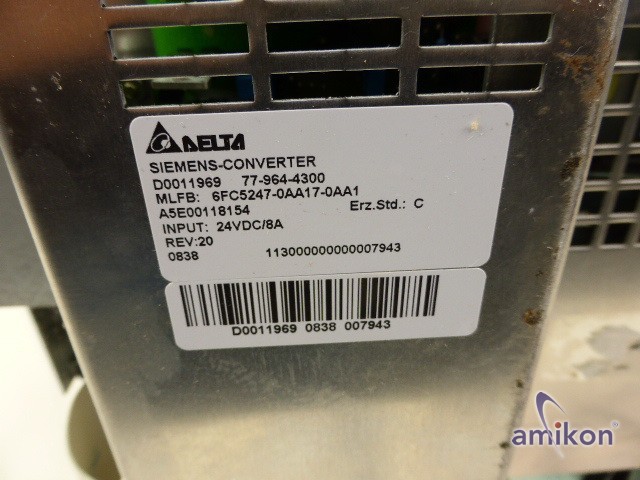 DELTA
SIEMENS-CONVERTER
D0011969 77-964-4300
MLFB: 6FC5247-0AA17-0AA1
A5E00118154 Erz.Std.: C
INPUT: 24VDC/8A
REV:20
0838 113000000000007943
D0011969 0838 007943
amikon